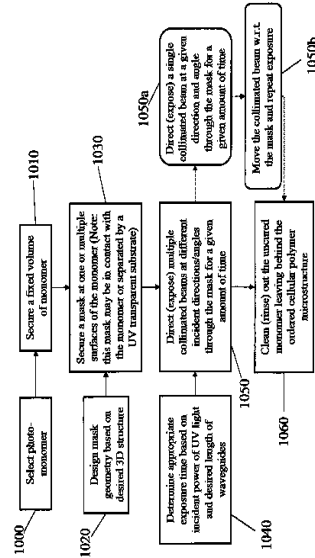 1000
Select photo-
monomer
1010
Secure a fixed volume
of monomer
1020
Design mask
geometry based on
desired 3D structure
1030
Secure a mask at one or multiple
surfaces of the monomer (Note:
this mask may be in contact with
the monomer or separated by a
UV transparent substrate)
1040
Determine appropriate
exposure time based on
incident power of UV light
and desired length of
waveguides
1050
Direct (expose) multiple
collimated beams at different
incident directions/angles
through the mask for a given
amount of time
1050a
Direct (expose) a single
collimated beam at a given
direction and angle
through the mask for a
given amount of time
1050b
Move the collimated beam w.r.t.
the mask and repeat exposure
1060
Clean (rinse) out the uncured
monomer leaving behind the
ordered cellular polymer
microstructure